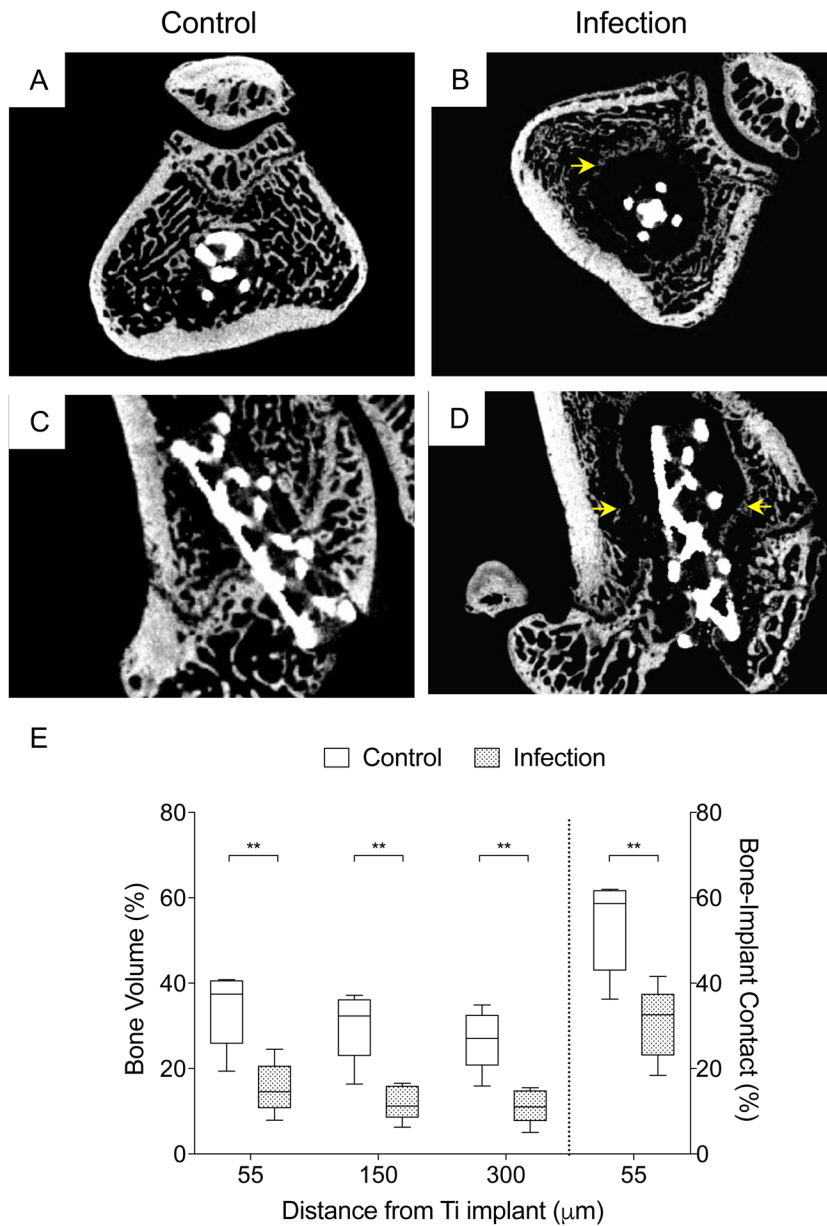 Control Infection
A B
C D
E
Control Infection
80 80
** ** ** **
60 60
40 40
20 20
0 0
Bone Volume (%)
Bone-Implant Contact (%)
55 150 300 55
Distance from Ti implant (μm)